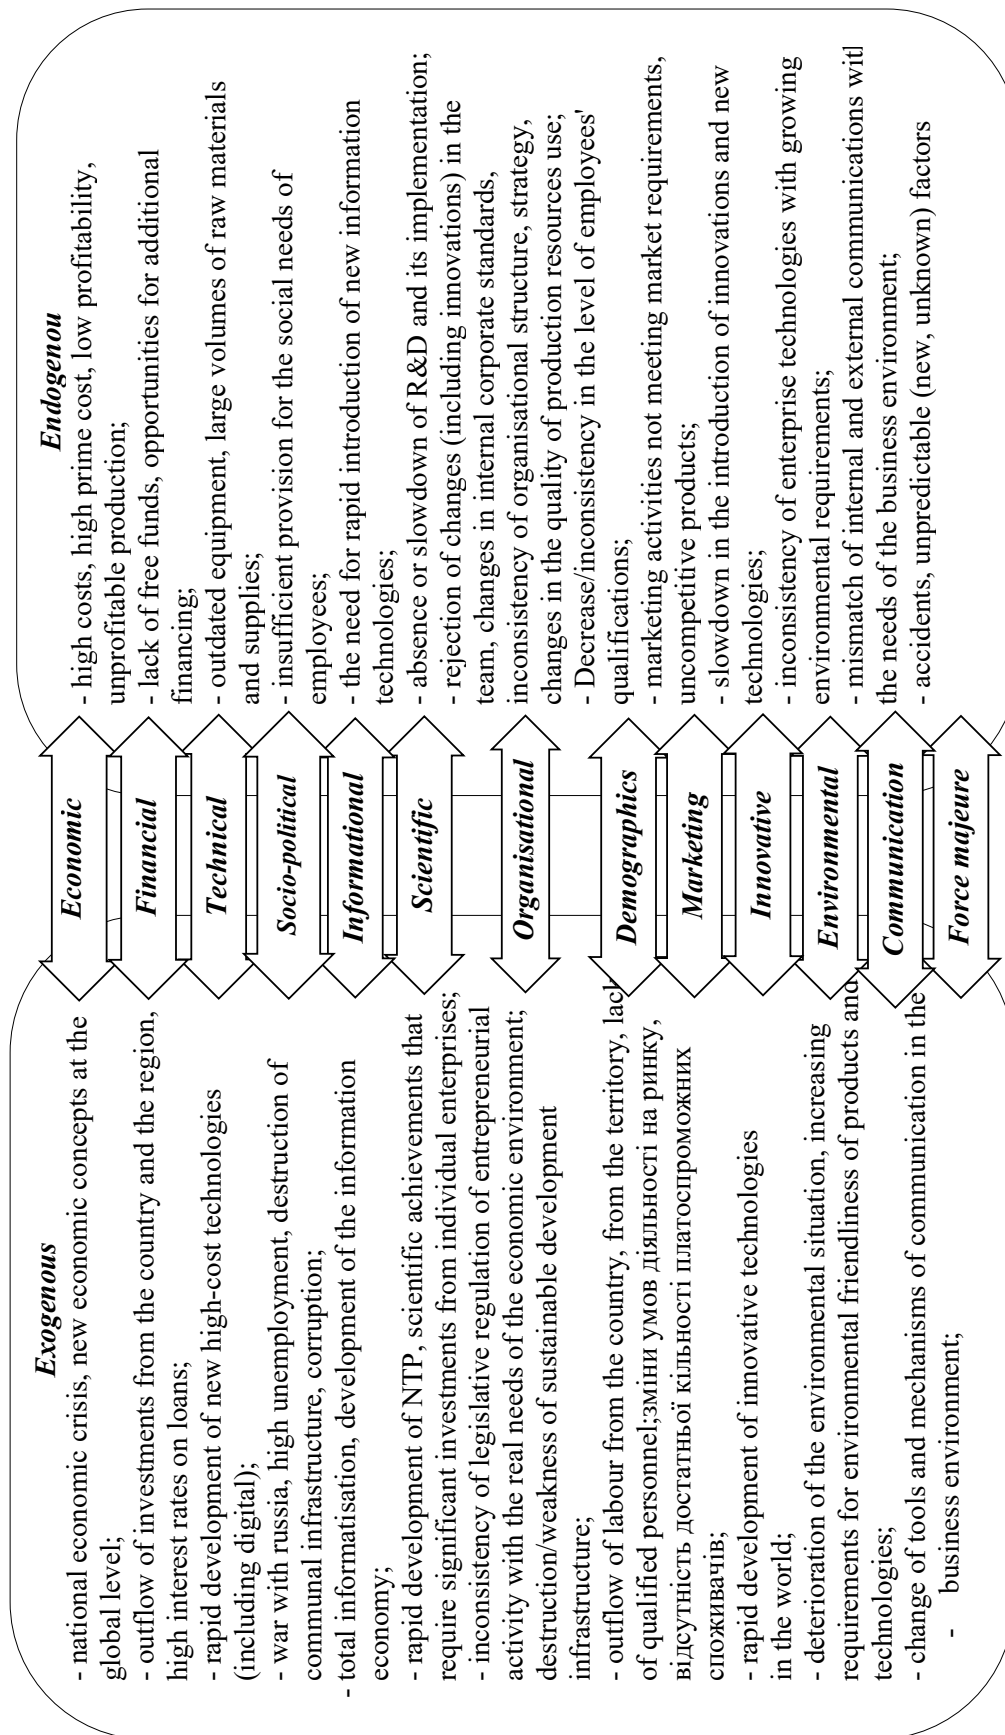 Exogenous
- national economic crisis, new economic concepts at the
global level;
- outflow of investments from the country and the region,
high interest rates on loans;
- rapid development of new high-cost technologies
(including digital);
- war with russia, high unemployment, destruction of
communal infrastructure, corruption;
- total informatisation, development of the information
economy;
- rapid development of NTP, scientific achievements that
require significant investments from individual enterprises;
- inconsistency of legislative regulation of entrepreneurial
activity with the real needs of the economic environment;
destruction/weakness of sustainable development
infrastructure;
- outflow of labour from the country, from the territory, lack
of qualified personnel;зміни умов діяльності на ринку,
відсутність достатньої кількості платоспроможних
споживачів;
- rapid development of innovative technologies
in the world;
- deterioration of the environmental situation, increasing
requirements for environmental friendliness of products and
technologies;
- change of tools and mechanisms of communication in the
- business environment;
Economic
Financial
Technical
Socio-political
Informational
Scientific
Organisational
Demographics
Marketing
Innovative
Environmental
Communication
Force majeure
Endogenou
- high costs, high prime cost, low profitability,
unprofitable production;
- lack of free funds, opportunities for additional
financing;
- outdated equipment, large volumes of raw materials
and supplies;
- insufficient provision for the social needs of
employees;
- the need for rapid introduction of new information
technologies;
- absence or slowdown of R&D and its implementation;
- rejection of changes (including innovations) in the
team, changes in internal corporate standards,
inconsistency of organisational structure, strategy,
changes in the quality of production resources use;
- Decrease/inconsistency in the level of employees'
qualifications;
- marketing activities not meeting market requirements,
uncompetitive products;
- slowdown in the introduction of innovations and new
technologies;
- inconsistency of enterprise technologies with growing
environmental requirements;
- mismatch of internal and external communications with
the needs of the business environment;
- accidents, unpredictable (new, unknown) factors